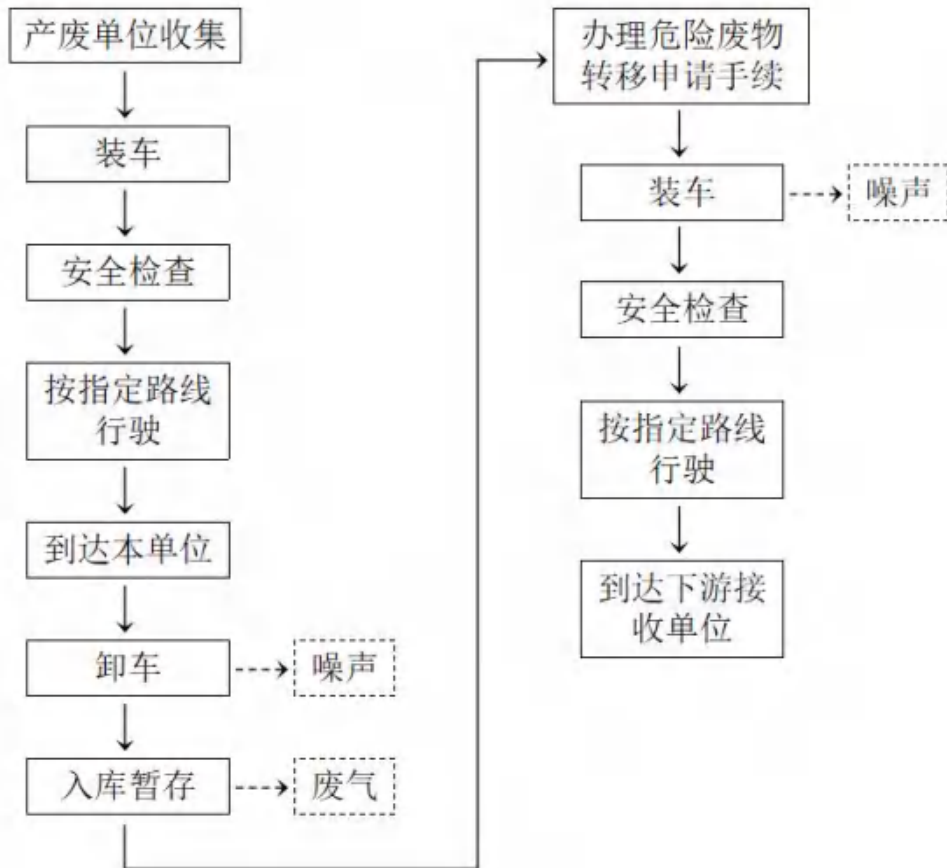 产废单位收集
装车
安全检查
按指定路线
行驶
到达本单位
卸车
噪声
入库暂存
废气
办理危险废物
转移申请手续
装车
噪声
安全检查
按指定路线
行驶
到达下游接
收单位